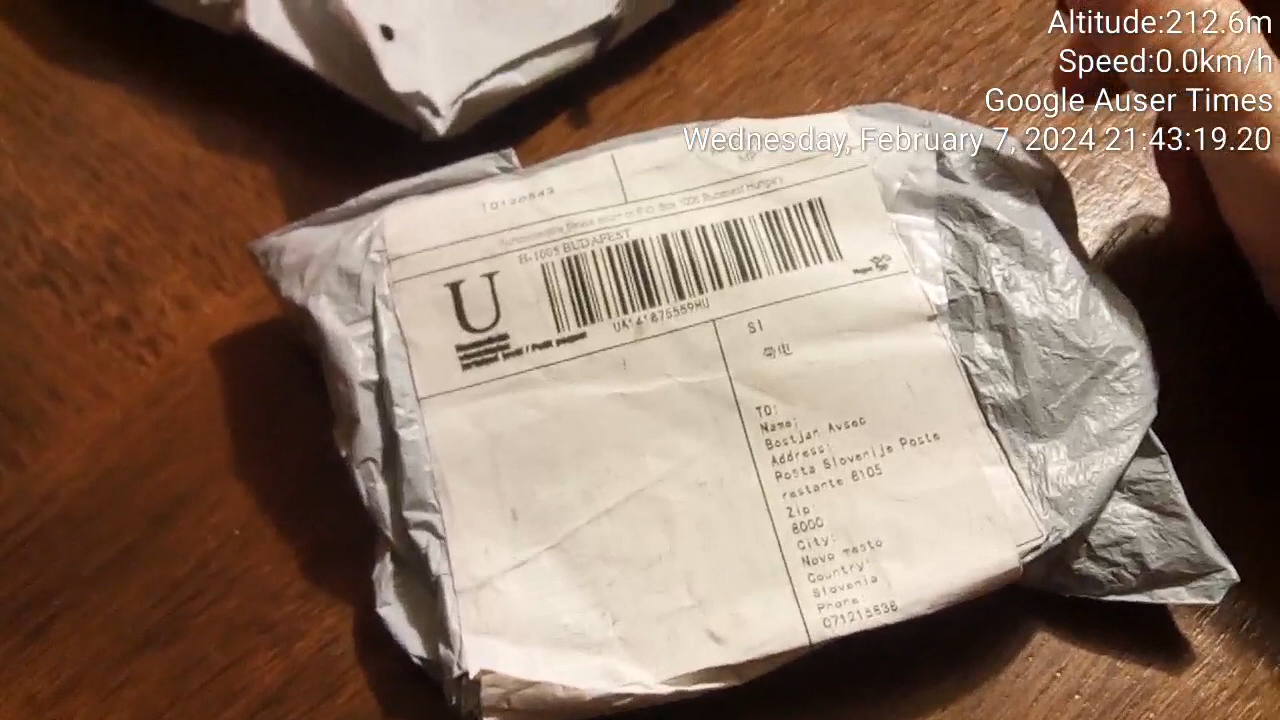 Altitude:212.6m
Speed:0.0km/h
Google Auser Times
Wednesday, February 7, 2024 21:43:19.20
H-1005 BUDAPEST
U
UA141875559HU
SI
TO:
Name:
Bostjan Avsec
Address:
Posta Slovenije Poste
restante 8105
Zip:
8000
City:
Novo mesto
Country:
Slovenia
Phone: